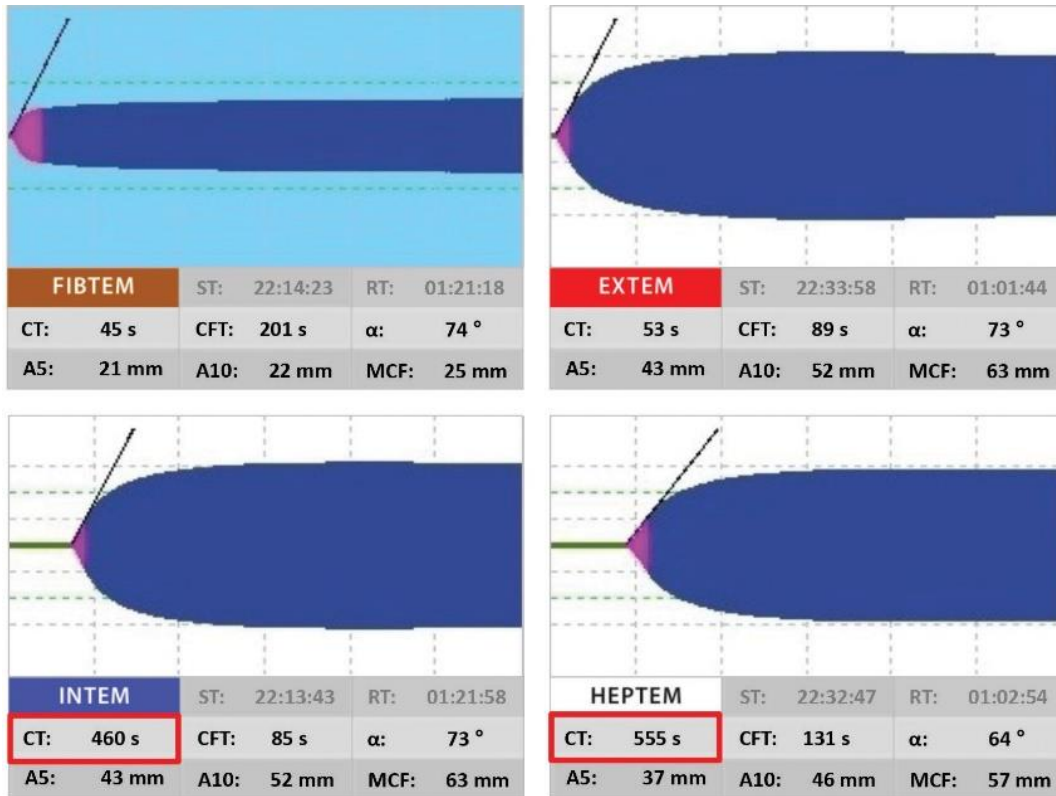 FIBTEM ST: 22:14:23 RT: 01:21:18
CT: 45 s CFT: 201 s α: 74 °
A5: 21 mm A10: 22 mm MCF: 25 mm
EXTEM ST: 22:33:58 RT: 01:01:44
CT: 53 s CFT: 89 s α: 73 °
A5: 43 mm A10: 52 mm MCF: 63 mm
INTEM ST: 22:13:43 RT: 01:21:58
CT: 460 s CFT: 85 s α: 73 °
A5: 43 mm A10: 52 mm MCF: 63 mm
HEPTEM ST: 22:32:47 RT: 01:02:54
CT: 555 s CFT: 131 s α: 64 °
A5: 37 mm A10: 46 mm MCF: 57 mm